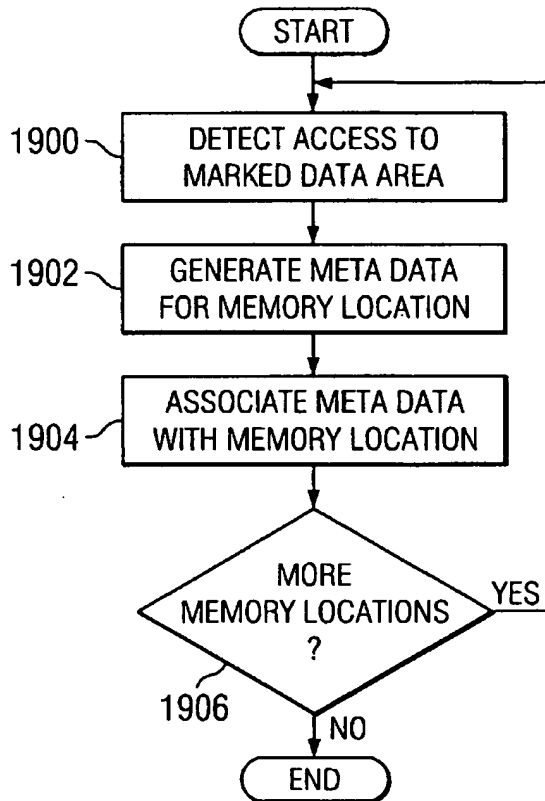 START
1900
DETECT ACCESS TO
MARKED DATA AREA
1902
GENERATE META DATA
FOR MEMORY LOCATION
1904
ASSOCIATE META DATA
WITH MEMORY LOCATION
MORE
MEMORY LOCATIONS
?
YES
1906
NO
END